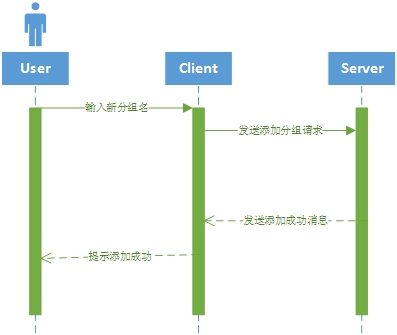 User
Client
Server
输入新分组名
发送添加分组请求
发送添加成功消息
提示添加成功